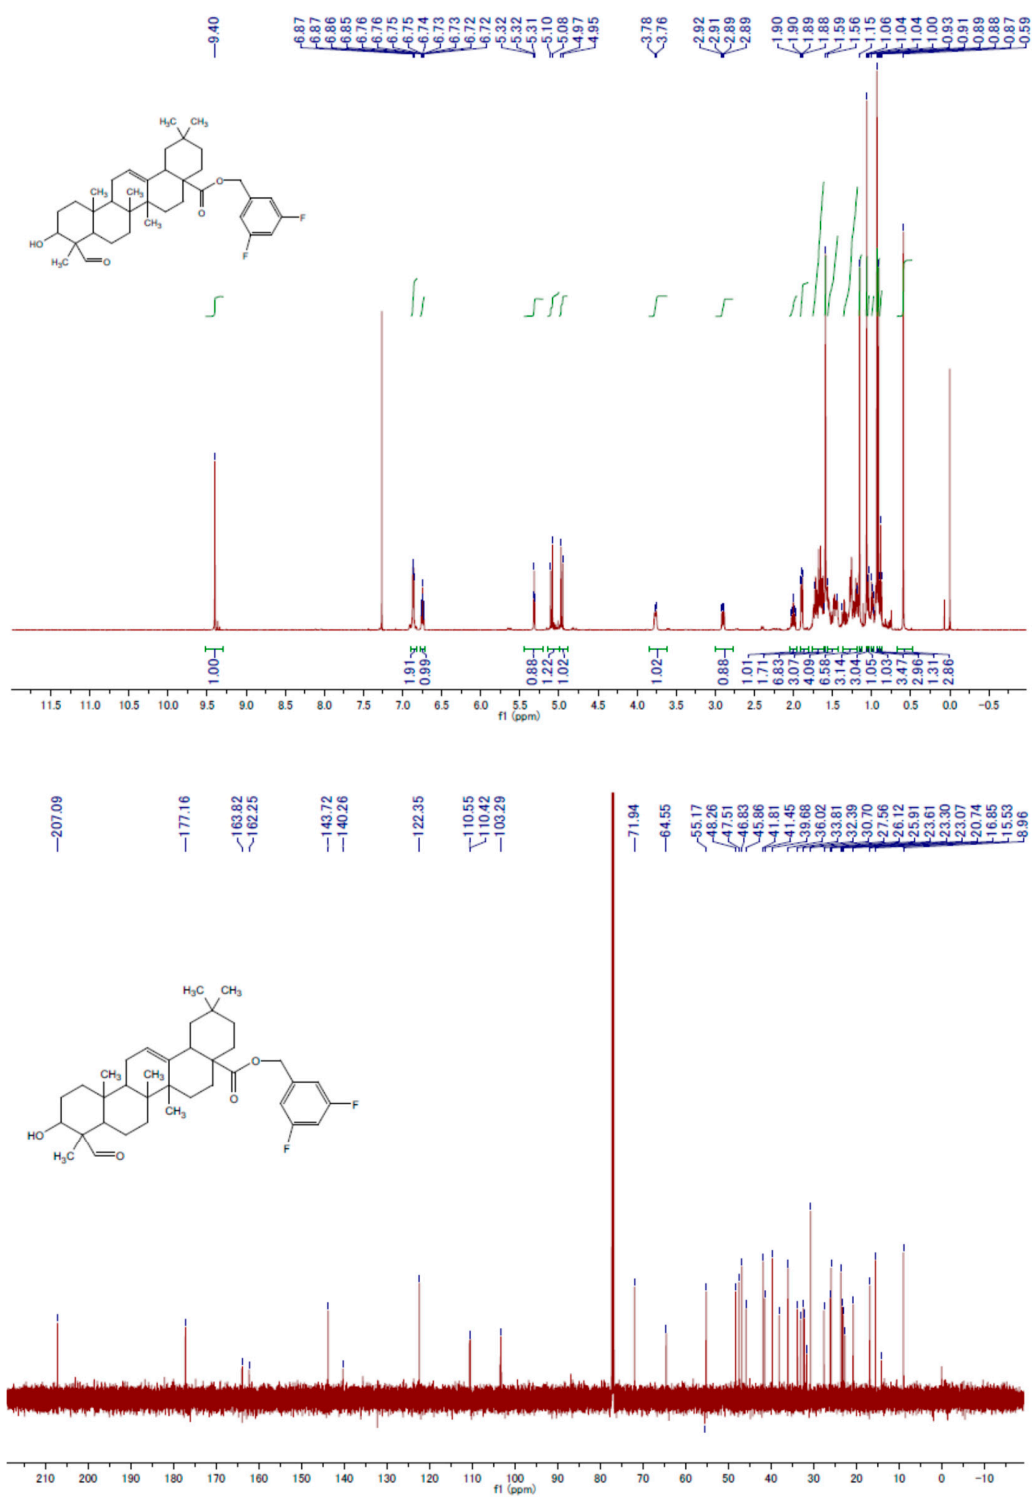 9.40 6.87 6.87 6.86 6.85 6.76 6.76 6.75 6.75 6.74 6.73 6.73 6.72 6.72 5.32 5.32 5.31 5.10 5.08 4.97 4.95 3.78 3.76 2.92 2.91 2.89 2.89 1.90 1.90 1.89 1.88 1.59 1.56 1.15 1.06 1.04 1.04 1.00 0.93 0.91 0.89 0.88 0.87 0.59
H₃C CH₃
CH₃ CH₃
O
CH₃
O
F
HO
F
H₃C
O
1.00 1.91 0.99 0.88 1.22 1.02 1.02 0.88 1.01 1.71 6.83 3.07 4.09 6.58 3.14 3.04 1.05 1.03 3.47 2.96 1.31 2.86
11.5 11.0 10.5 10.0 9.5 9.0 8.5 8.0 7.5 7.0 6.5 6.0 5.5 5.0 4.5 4.0 3.5 3.0 2.5 2.0 1.5 1.0 0.5 0.0 -0.5
f1 (ppm)
207.09 177.16 163.82 162.25 143.72 140.26 122.35 110.55 110.42 103.29 71.94 64.55 55.17 48.26 47.51 46.83 45.86 41.81 41.45 39.68 36.02 33.81 32.39 30.70 27.56 26.12 25.91 23.61 23.30 23.07 20.74 16.85 15.53 8.96
H₃C CH₃
O
CH₃ CH₃
O
CH₃
F
HO
F
H₃C
O
210 200 190 180 170 160 150 140 130 120 110 100 90 80 70 60 50 40 30 20 10 0 -10
f1 (ppm)